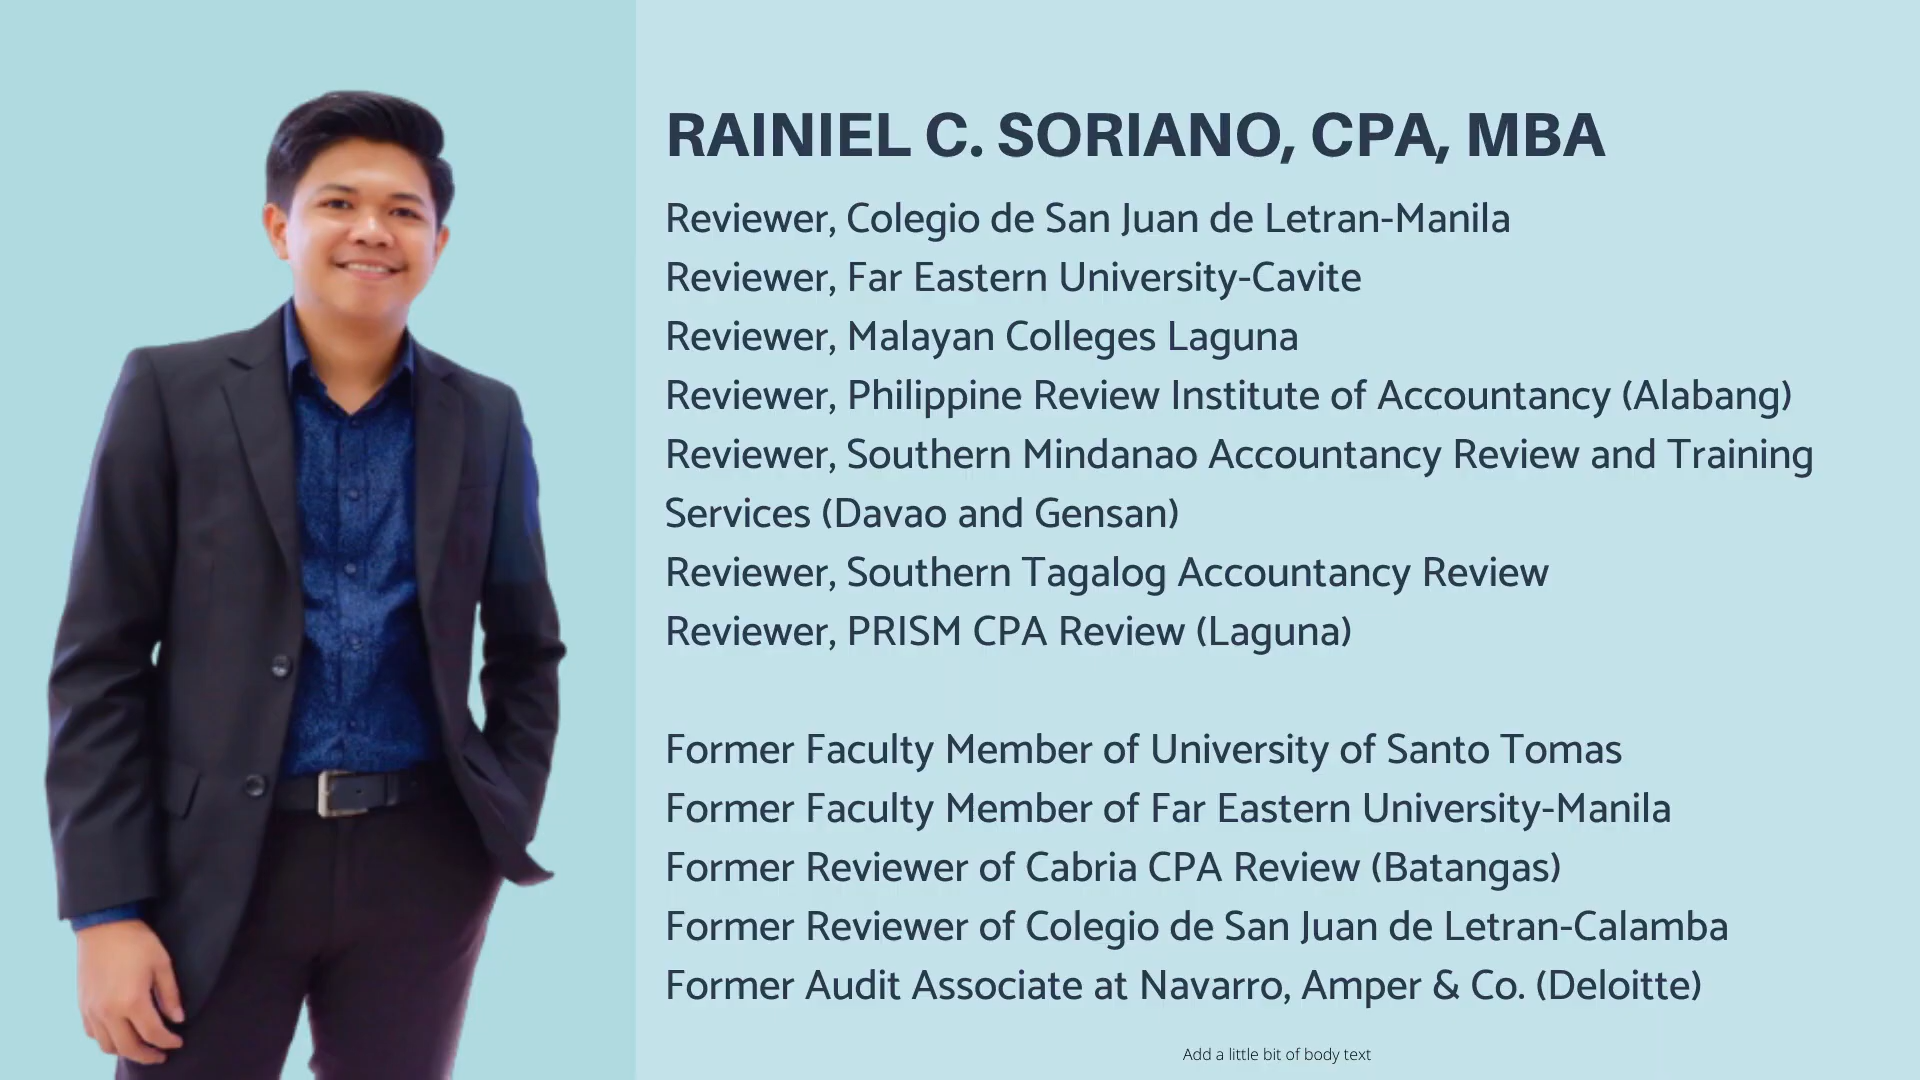 RAINIEL C. SORIANO, CPA, MBA
Reviewer, Colegio de San Juan de Letran-Manila
Reviewer, Far Eastern University-Cavite
Reviewer, Malayan Colleges Laguna
Reviewer, Philippine Review Institute of Accountancy (Alabang)
Reviewer, Southern Mindanao Accountancy Review and Training
Services (Davao and Gensan)
Reviewer, Southern Tagalog Accountancy Review
Reviewer, PRISM CPA Review (Laguna)
Former Faculty Member of University of Santo Tomas
Former Faculty Member of Far Eastern University-Manila
Former Reviewer of Cabria CPA Review (Batangas)
Former Reviewer of Colegio de San Juan de Letran-Calamba
Former Audit Associate at Navarro, Amper & Co. (Deloitte)
Add a little bit of body text